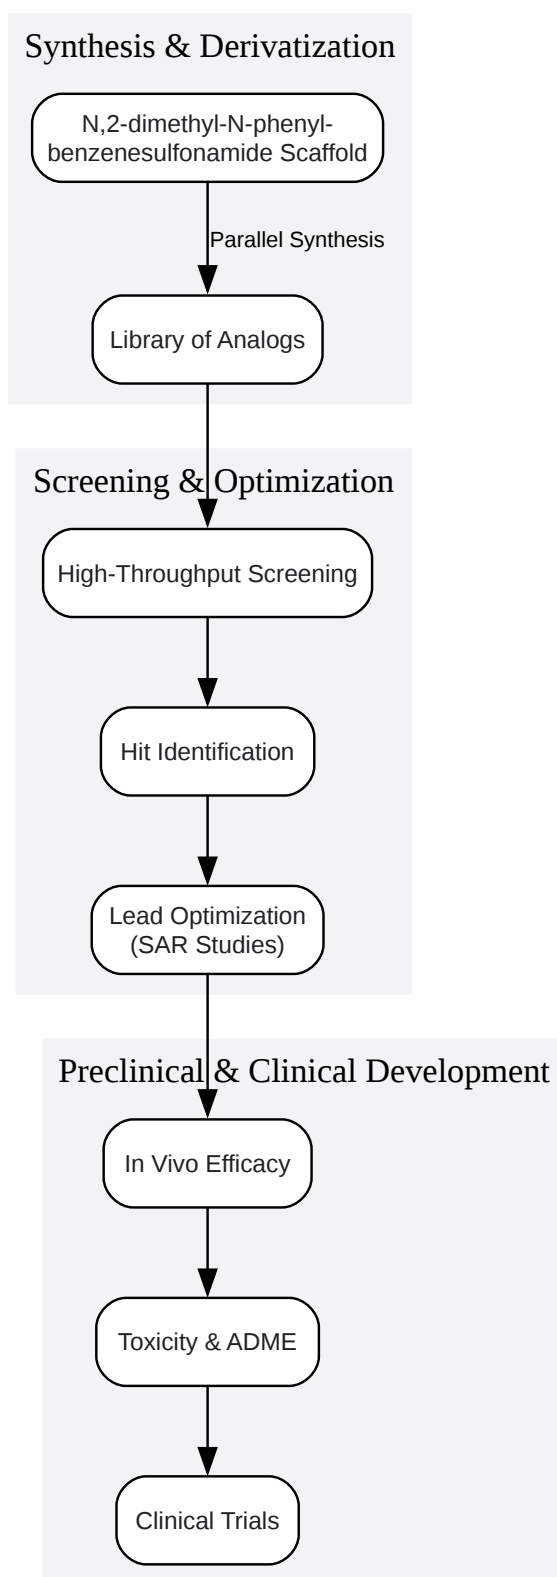 Synthesis & Derivatization
N,2-dimethyl-N-phenyl-
benzenesulfonamide Scaffold
Parallel Synthesis
Library of Analogs
Screening & Optimization
High-Throughput Screening
Hit Identification
Lead Optimization
(SAR Studies)
Preclinical & Clinical Development
In Vivo Efficacy
Toxicity & ADME
Clinical Trials